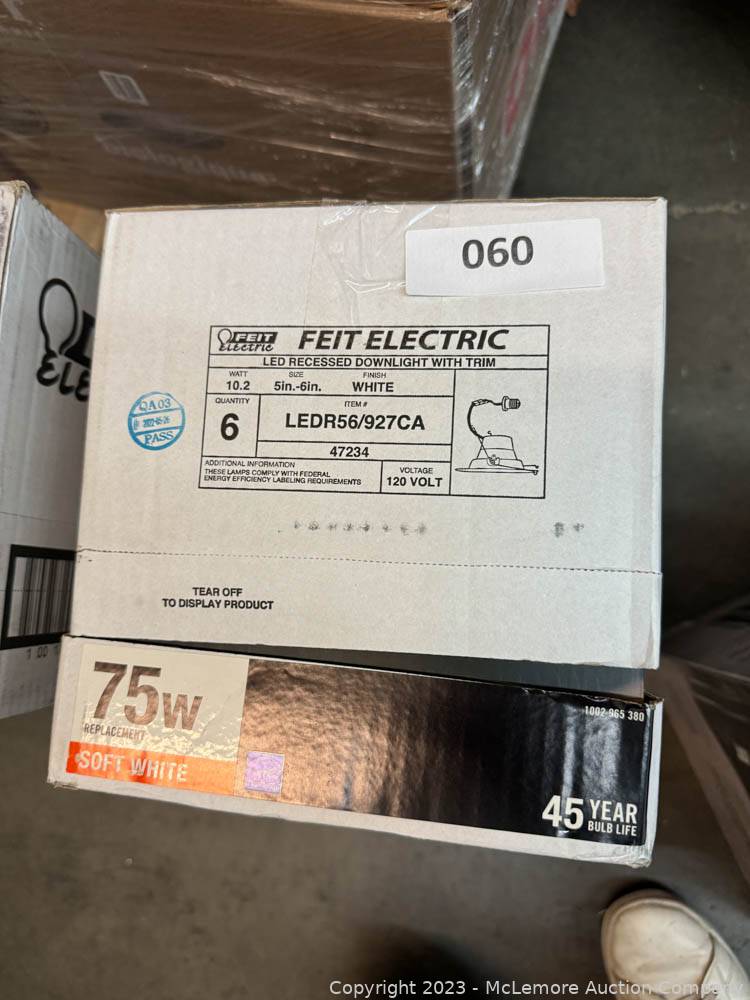 060
FEIT
electric
FEIT ELECTRIC
LED RECESSED DOWNLIGHT WITH TRIM
WATT SIZE FINISH
10.2 5in.-6in. WHITE
QUANTITY ITEM #
6 LEDR56/927CA
47234
ADDITIONAL INFORMATION
THESE LAMPS COMPLY WITH FEDERAL
ENERGY EFFICIENCY LABELING REQUIREMENTS
VOLTAGE
120 VOLT
QA03
PASS
TEAR OFF
TO DISPLAY PRODUCT
75W
REPLACEMENT
SOFT WHITE
1002 965 380
45 YEAR
BULB LIFE
Copyright 2023 - McLemore Auction Company